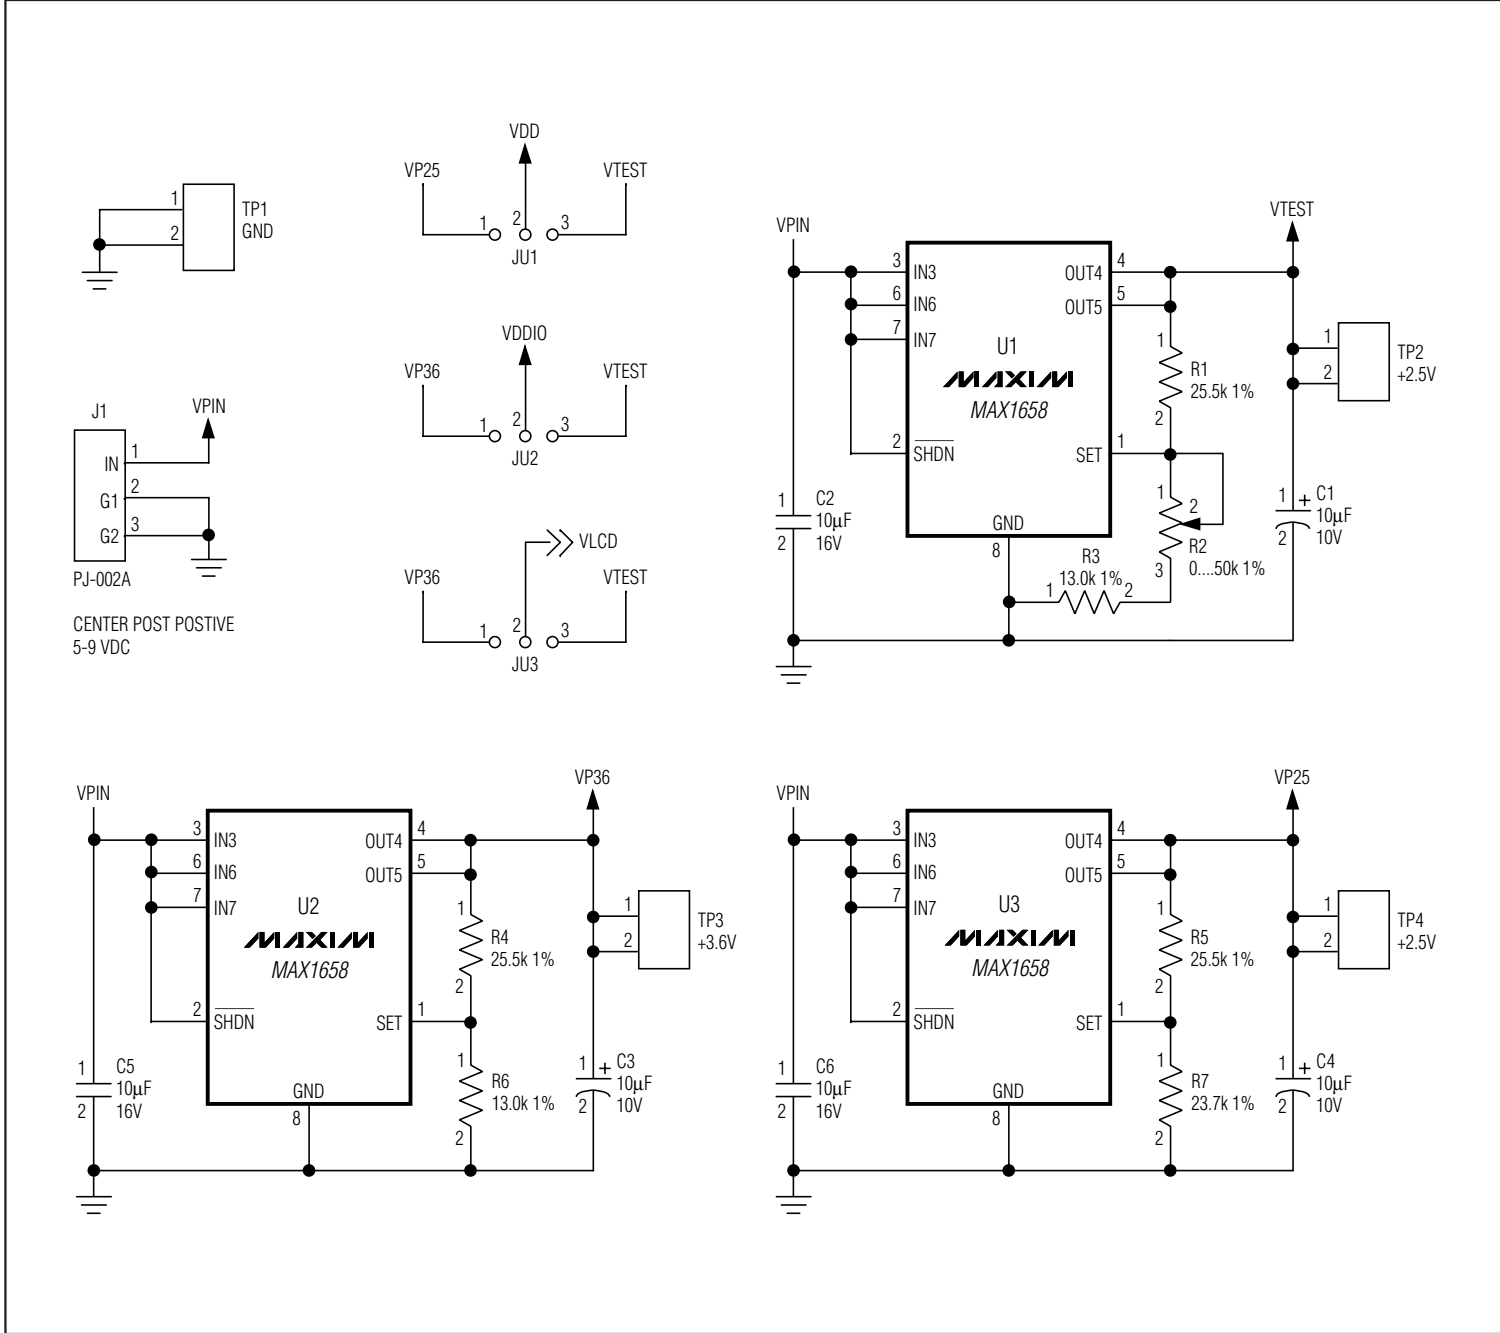 1
2
TP1
GND
VDD
VP25
VTEST
1
2
3
JU1
VDDIO
VP36
VTEST
1
2
3
JU2
VLCD
VP36
VTEST
1
2
3
JU3
J1
VPIN
IN
1
G1
2
G2
3
PJ-002A
CENTER POST POSTIVE
5-9 VDC
VPIN
VTEST
3
IN3
6
IN6
7
IN7
2
SHDN
OUT4
4
OUT5
5
SET
1
U1
MAXIM
MAX1658
GND
8
1
R1
25.5k 1%
2
1
2
R2
0....50k 1%
3
R3
13.0k 1%
1
2
1
TP2
2
+2.5V
1
C2
10µF
2
16V
1
+
C1
10µF
2
10V
VPIN
VP36
3
IN3
6
IN6
7
IN7
2
SHDN
OUT4
4
OUT5
5
SET
1
U2
MAXIM
MAX1658
GND
8
1
R4
25.5k 1%
2
1
R6
13.0k 1%
2
1
TP3
2
+3.6V
1
C5
10µF
2
16V
1
+
C3
10µF
2
10V
VPIN
VP25
3
IN3
6
IN6
7
IN7
2
SHDN
OUT4
4
OUT5
5
SET
1
U3
MAXIM
MAX1658
GND
8
1
R5
25.5k 1%
2
1
R7
23.7k 1%
2
1
TP4
2
+2.5V
1
C6
10µF
2
16V
1
+
C4
10µF
2
10V